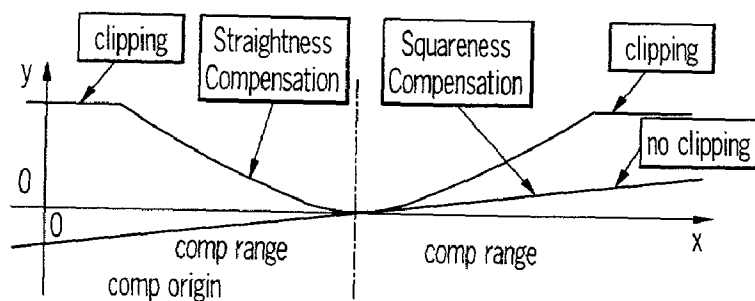 clipping
Straightness
Compensation
Squareness
Compensation
clipping
y
no clipping
0
0
x
comp range
comp range
comp origin